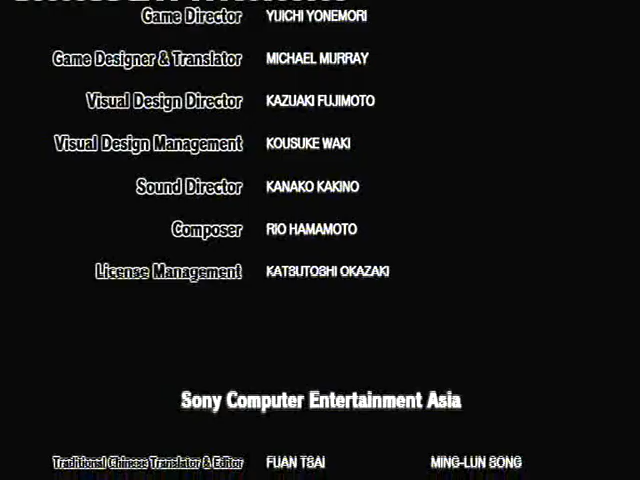 Game Director YUICHI YONEMORI
Game Designer & Translator MICHAEL MURRAY
Visual Design Director KAZUAKI FUJIMOTO
Visual Design Management KOUSUKE WAKI
Sound Director KANAKO KAKINO
Composer RIO HAMAMOTO
License Management KATSUTOSHI OKAZAKI
Sony Computer Entertainment Asia
Traditional Chinese Translator & Editor FUAN TSAI MING-LUN SONG